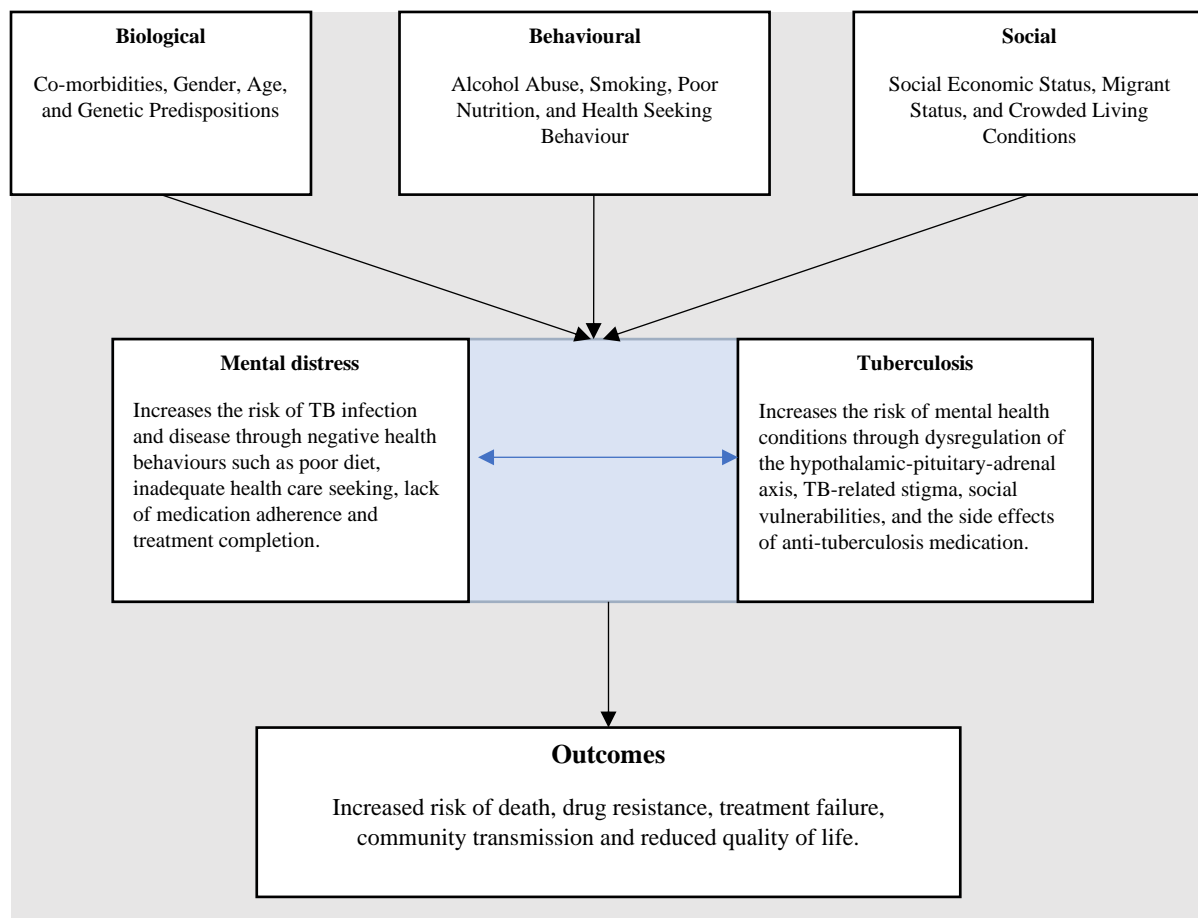 Biological
Co-morbidities, Gender, Age,
and Genetic Predispositions
Behavioural
Alcohol Abuse, Smoking, Poor
Nutrition, and Health Seeking
Behaviour
Social
Social Economic Status, Migrant
Status, and Crowded Living
Conditions
Mental distress
Increases the risk of TB infection
and disease through negative health
behaviours such as poor diet,
inadequate health care seeking, lack
of medication adherence and
treatment completion.
Tuberculosis
Increases the risk of mental health
conditions through dysregulation of
the hypothalamic-pituitary-adrenal
axis, TB-related stigma, social
vulnerabilities, and the side effects
of anti-tuberculosis medication.
Outcomes
Increased risk of death, drug resistance, treatment failure,
community transmission and reduced quality of life.